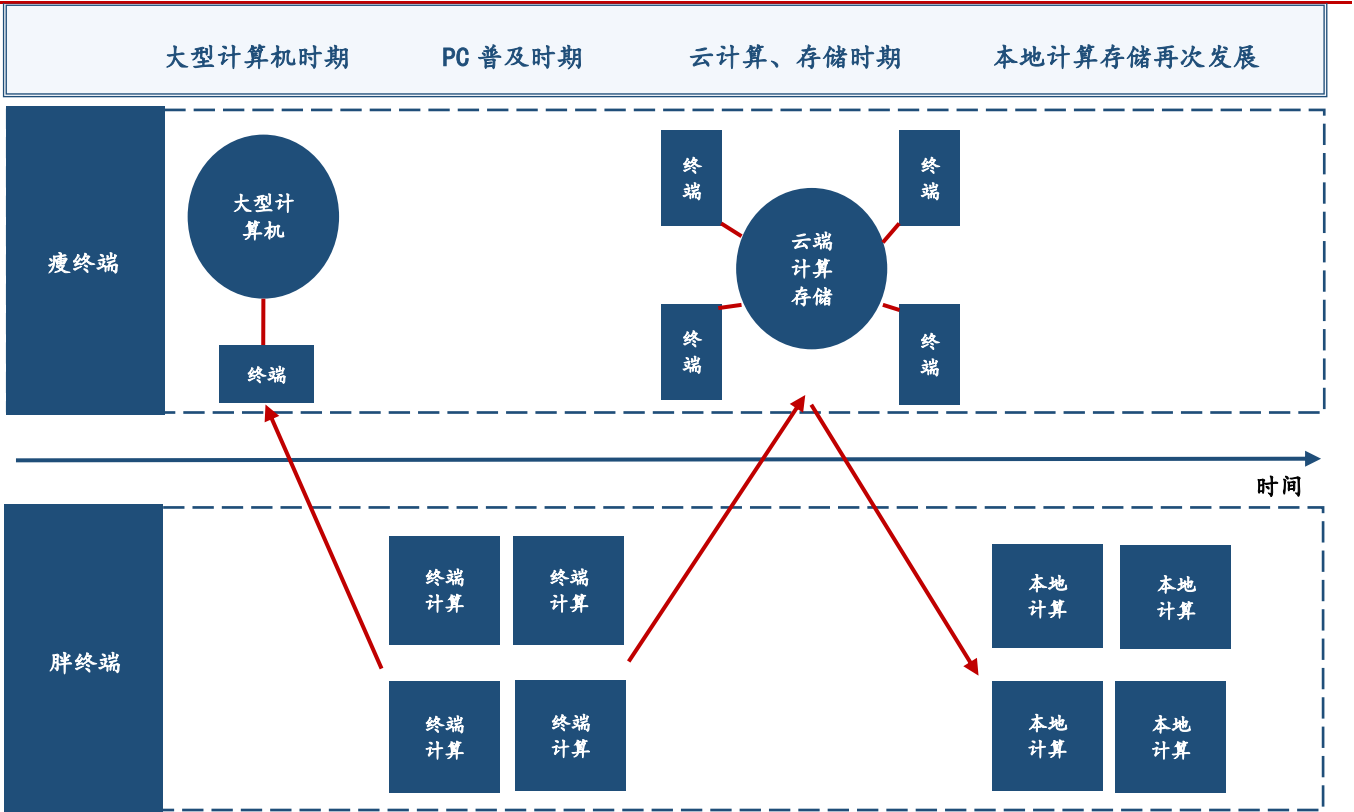 大型计算机时期
PC 普及时期
云计算、存储时期
本地计算存储再次发展
瘦终端
大型计
算机
终端
终
端
终
端
云端
计算
存储
终
端
终
端
时间
胖终端
终端
计算
终端
计算
终端
计算
终端
计算
本地
计算
本地
计算
本地
计算
本地
计算